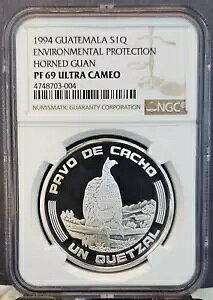 1994 GUATEMALA S1Q
ENVIRONMENTAL PROTECTION
HORNED GUAN
PF 69 ULTRA CAMEO
4748703-004
NUMISMATIC GUARANTY CORPORATION
NGC
PAVO DE CACHO
UN QUETZAL